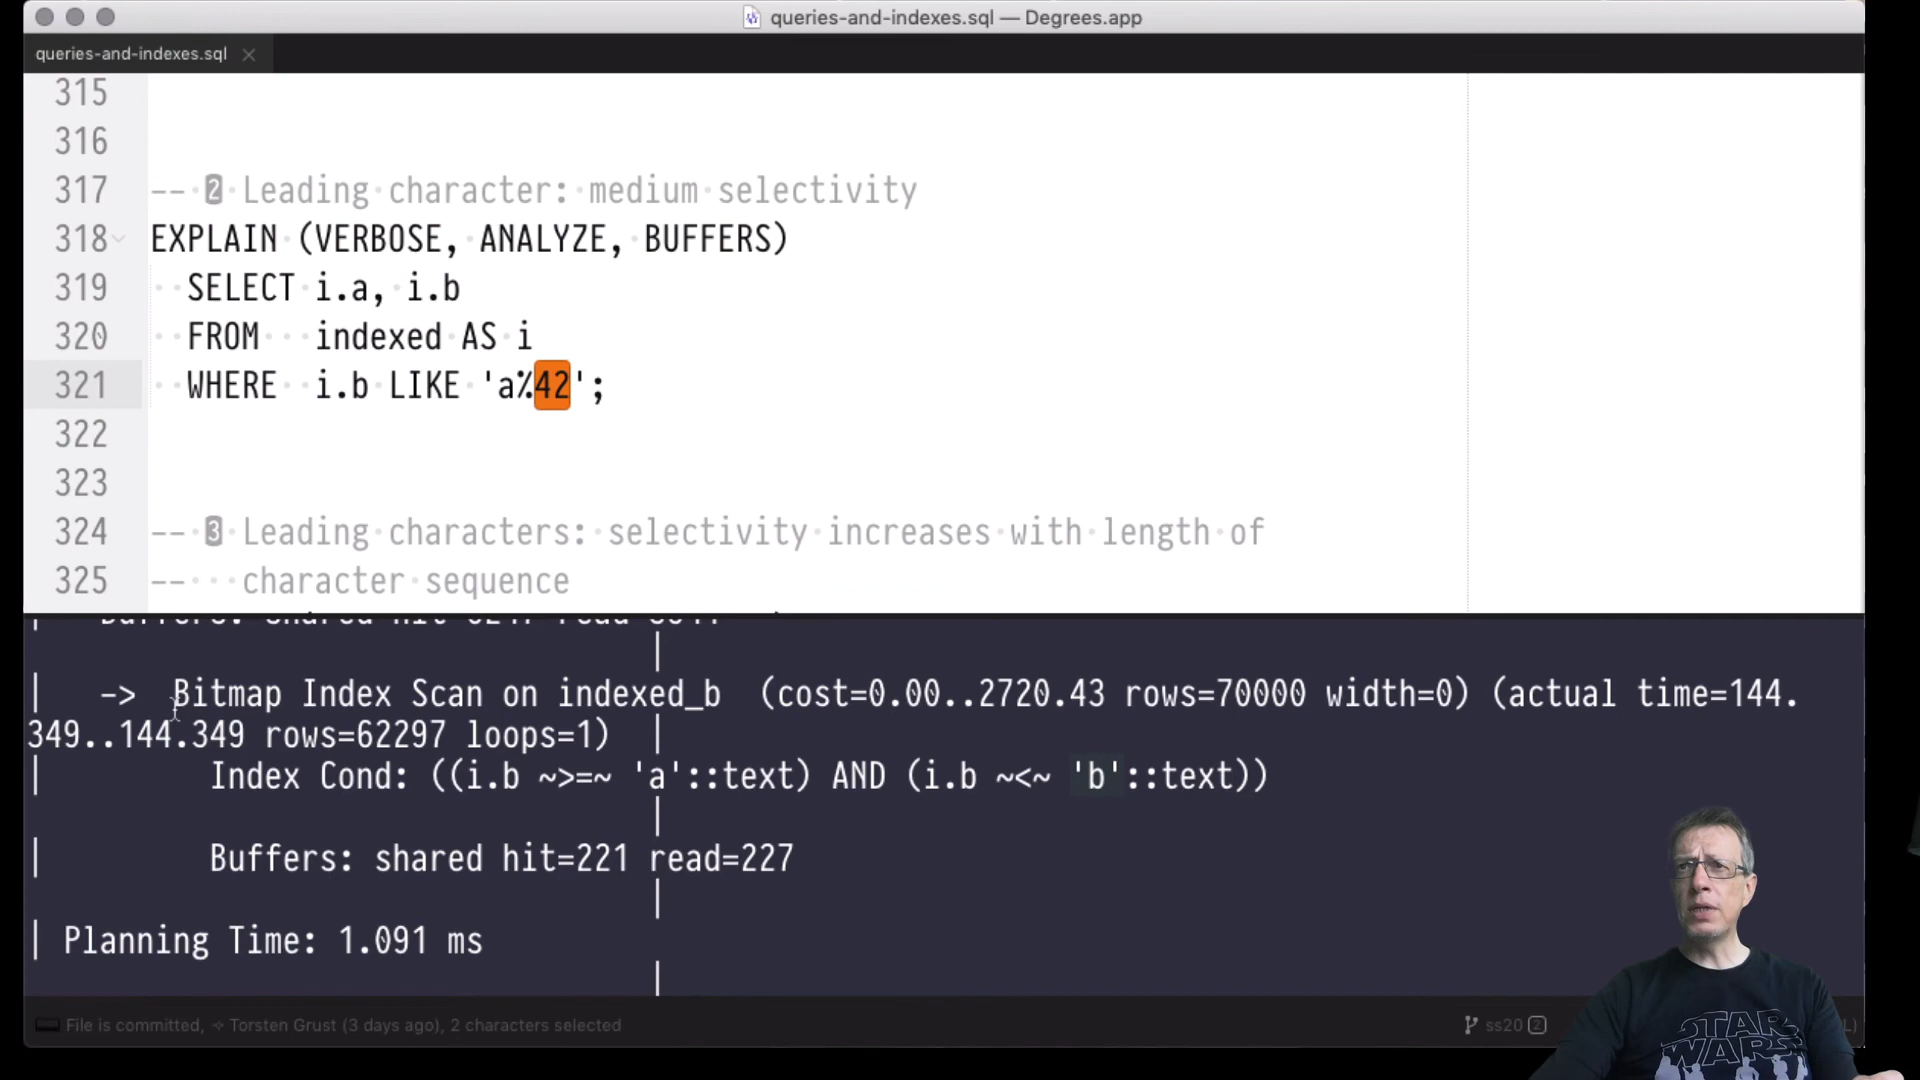 queries-and-indexes.sql — Degrees.app
queries-and-indexes.sql ×
315
316
317 -- 2 Leading character: medium selectivity
318 EXPLAIN (VERBOSE, ANALYZE, BUFFERS)
319 SELECT i.a, i.b
320 FROM indexed AS i
321 WHERE i.b LIKE 'a%42';
322
323
324 -- 3 Leading characters: selectivity increases with length of
325 -- character sequence
|
| -> Bitmap Index Scan on indexed_b (cost=0.00..2720.43 rows=70000 width=0) (actual time=144.
349..144.349 rows=62297 loops=1) |
| Index Cond: ((i.b ~>=~ 'a'::text) AND (i.b ~<~ 'b'::text))
|
| Buffers: shared hit=221 read=227
|
| Planning Time: 1.091 ms
|
File is committed, Torsten Grust (3 days ago), 2 characters selected
ss20 2
STAR
WARS